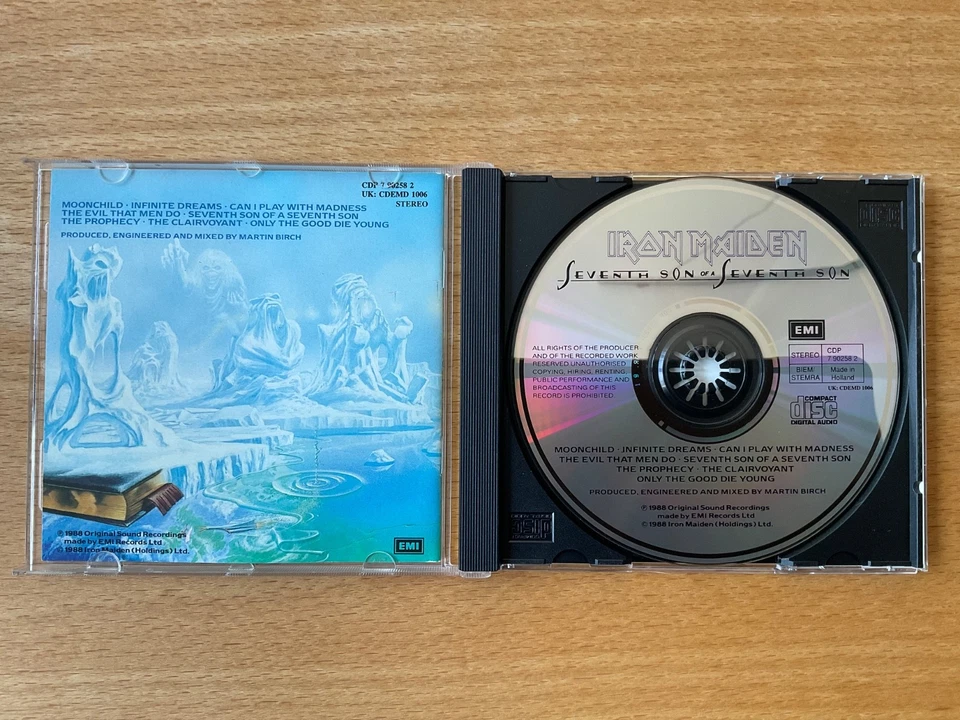 CDP 7 90258 2
UK: CDEMD 1006
STEREO
MOONCHILD · INFINITE DREAMS · CAN I PLAY WITH MADNESS
THE EVIL THAT MEN DO · SEVENTH SON OF A SEVENTH SON
THE PROPHECY · THE CLAIRVOYANT · ONLY THE GOOD DIE YOUNG
PRODUCED, ENGINEERED AND MIXED BY MARTIN BIRCH
℗ 1988 Original Sound Recordings
made by EMI Records Ltd
© 1988 Iron Maiden (Holdings) Ltd.
EMI
COMPACT
disc
IRON MAIDEN
SEVENTH SON OF A SEVENTH SON
EMI
ALL RIGHTS OF THE PRODUCER
AND OF THE RECORDED WORK
RESERVED UNAUTHORISED
COPYING, HIRING, RENTING,
PUBLIC PERFORMANCE AND
BROADCASTING OF THIS
RECORD IS PROHIBITED.
STEREO
CDP
7 90258 2
BIEM/
STEMRA
Made in
Holland
UK: CDEMD 1006
COMPACT
disc
DIGITAL AUDIO
MOONCHILD · INFINITE DREAMS · CAN I PLAY WITH MADNESS
THE EVIL THAT MEN DO · SEVENTH SON OF A SEVENTH SON
THE PROPHECY · THE CLAIRVOYANT
ONLY THE GOOD DIE YOUNG
PRODUCED, ENGINEERED AND MIXED BY MARTIN BIRCH
℗ 1988 Original Sound Recordings
made by EMI Records Ltd
© 1988 Iron Maiden (Holdings) Ltd.
disc